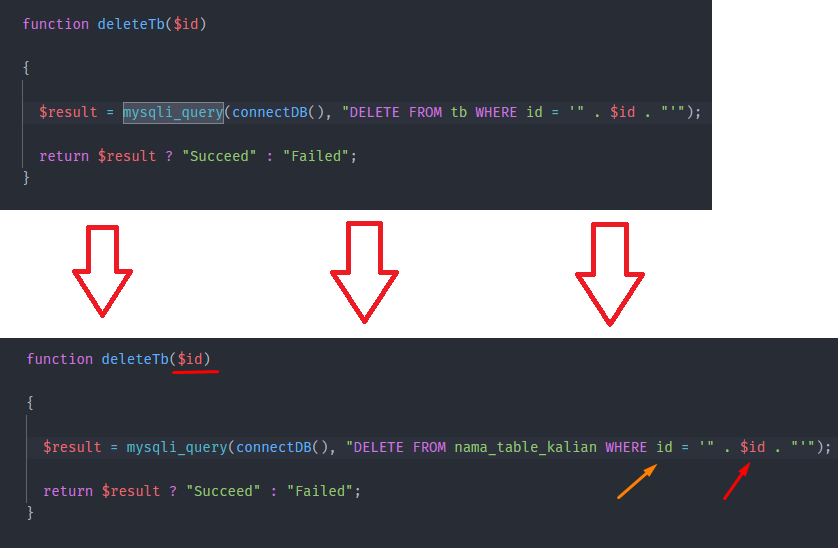 function deleteTb($id)
{
$result = mysqli_query(connectDB(), "DELETE FROM tb WHERE id = '" . $id . "'");
return $result ? "Succeed" : "Failed";
}
function deleteTb($id)
{
$result = mysqli_query(connectDB(), "DELETE FROM nama_table_kalian WHERE id = '" . $id . "'");
return $result ? "Succeed" : "Failed";
}